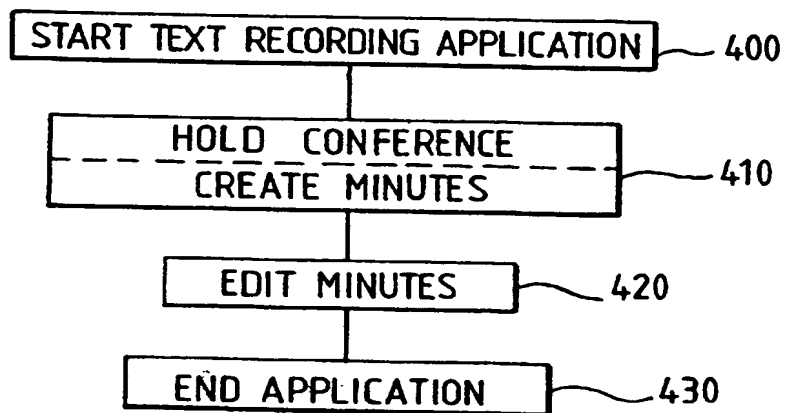 START TEXT RECORDING APPLICATION 400
HOLD CONFERENCE
CREATE MINUTES 410
EDIT MINUTES 420
END APPLICATION 430